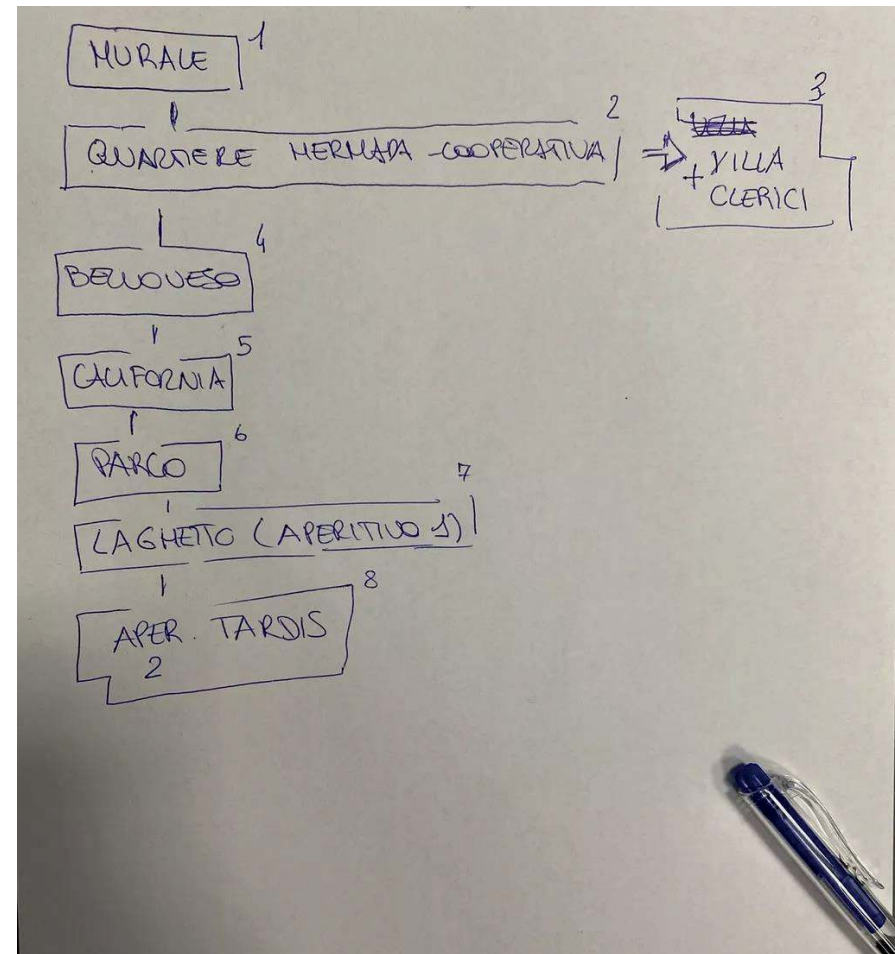 MURALE 1
QUARTIERE HERMADA-COOPERATIVA 2
+ VILLA
CLERICI
3
BELLOVESO 4
CALIFORNIA 5
PARCO 6
LAGHETTO (APERITIVO 1) 7
APER. TARDIS 8
2